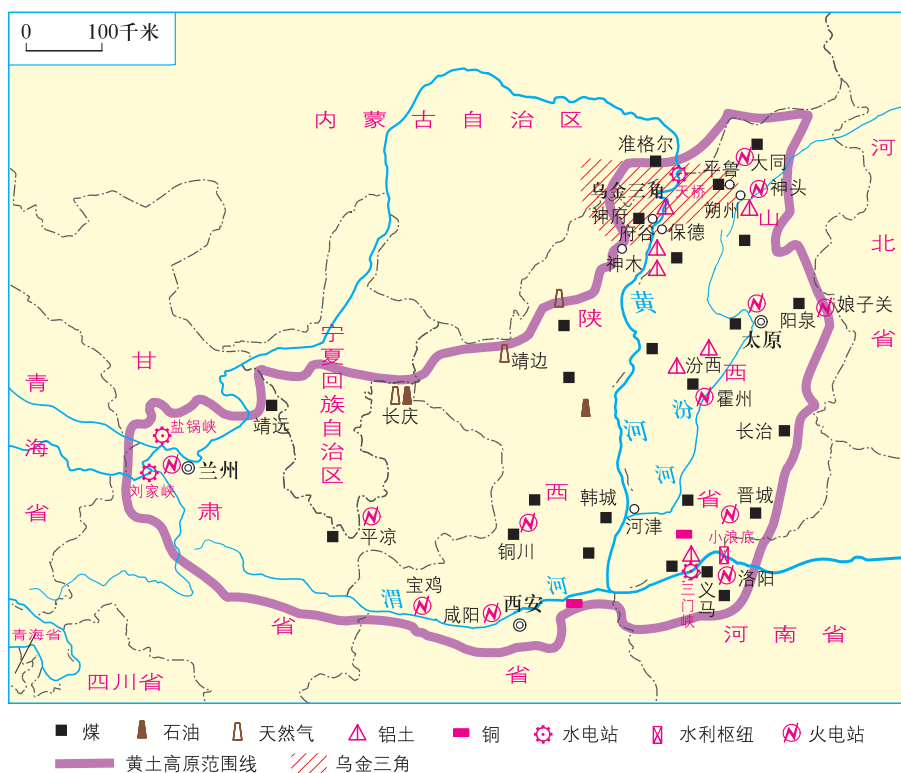 0 100千米
内蒙古自治区
河北省
准格尔
平鲁
大同
乌金三角
天桥
神头
朔州
山西省
神府
府谷
保德
神木
黄河
陕西省
娘子关
阳泉
太原
宁夏回族自治区
靖边
汾西
汾河
霍州
甘肃省
青海省
长庆
靖远
盐锅峡
兰州
刘家峡
长治
韩城
河津
晋城
小浪底
平凉
铜川
宝鸡
渭河
咸阳
西安
三门峡
义马
洛阳
河南省
青海省
四川省
煤 石油 天然气 铝土 铜 水电站 水利枢纽 火电站
黄土高原范围线 乌金三角